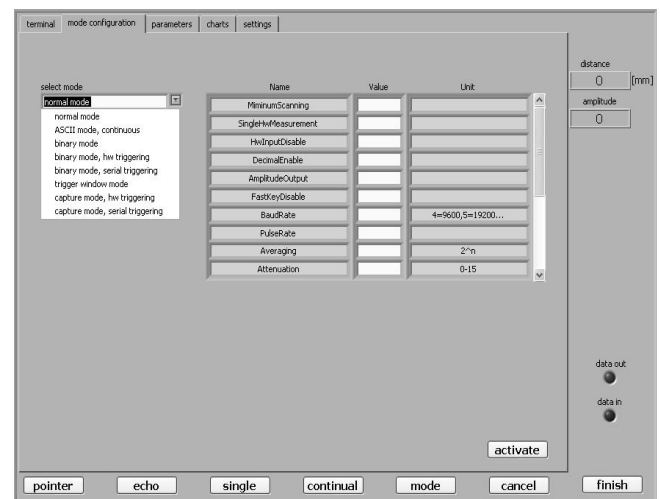 terminal mode configuration parameters charts settings
distance
0 [mm]
amplitude
0
select mode
normal mode
normal mode
ASCII mode, continuous
binary mode
binary mode, hw triggering
binary mode, serial triggering
trigger window mode
capture mode, hw triggering
capture mode, serial triggering
Name Value Unit
MiminumScanning
SingleHwMeasurement
HwInputDisable
DecimalEnable
AmplitudeOutput
FastKeyDisable
BaudRate 4=9600,5=19200...
PulseRate
Averaging 2^n
Attenuation 0-15
data out
data in
activate
pointer echo single continual mode cancel finish